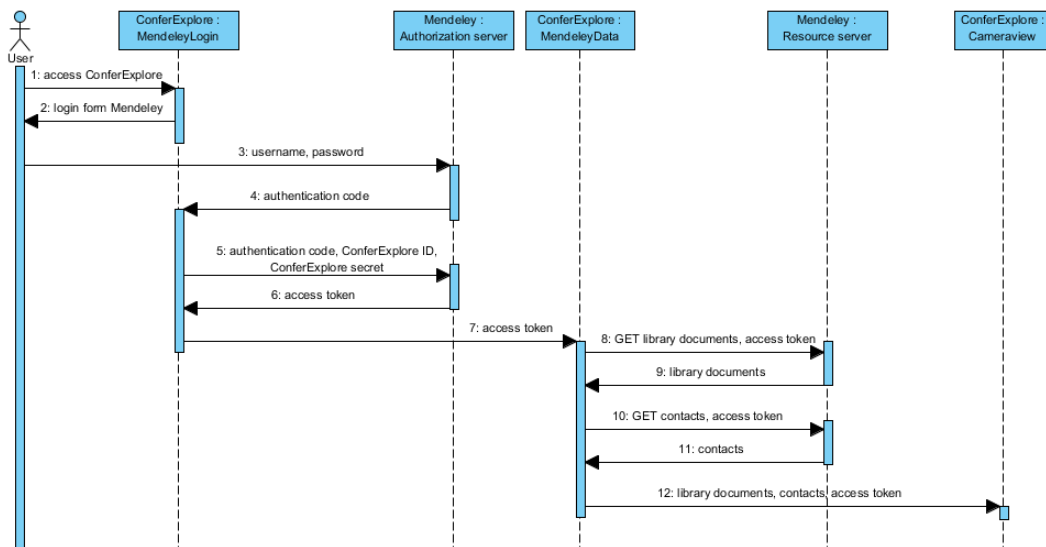 ConferExplore :
MendeleyLogin
Mendeley :
Authorization server
ConferExplore :
MendeleyData
Mendeley :
Resource server
ConferExplore :
Cameraview
User
1: access ConferExplore
2: login form Mendeley
3: username, password
4: authentication code
5: authentication code, ConferExplore ID,
ConferExplore secret
6: access token
7: access token
8: GET library documents, access token
9: library documents
10: GET contacts, access token
11: contacts
12: library documents, contacts, access token